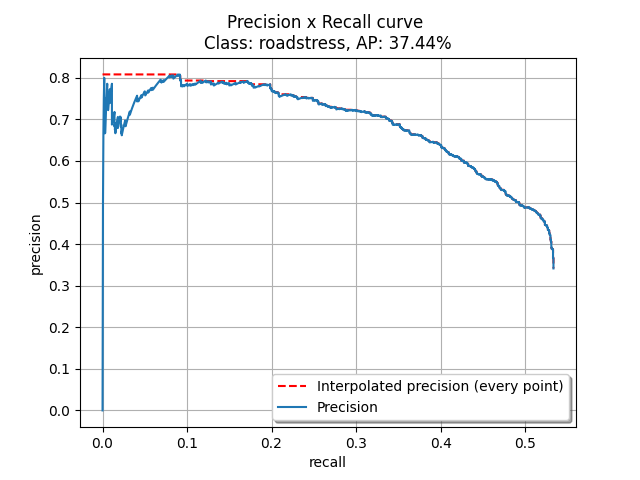 Precision x Recall curve
Class: roadstress, AP: 37.44%
precision
0.8
0.7
0.6
0.5
0.4
0.3
0.2
0.1
0.0
Interpolated precision (every point)
Precision
0.0 0.1 0.2 0.3 0.4 0.5
recall